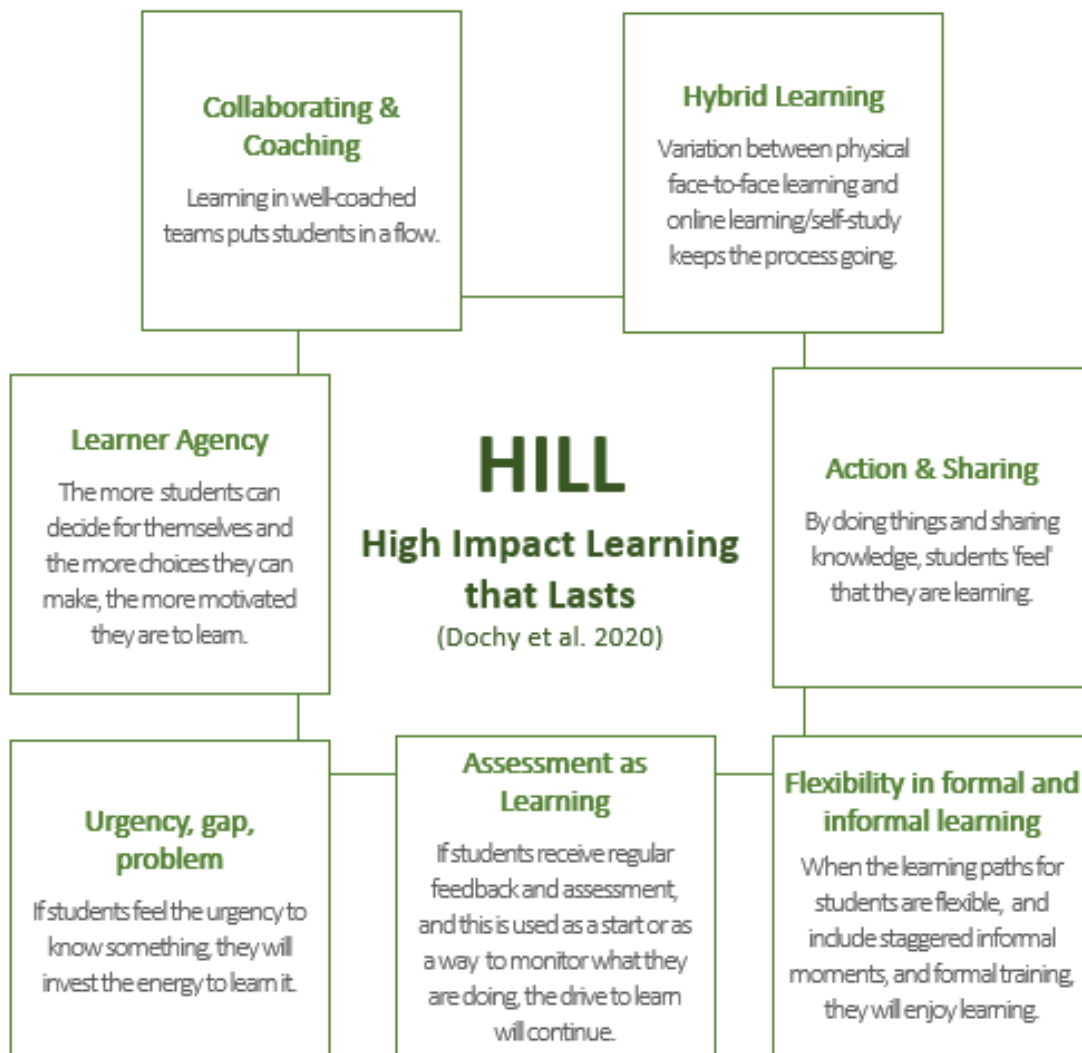 Collaborating &
Coaching
Learning in well-coached
teams puts students in a flow.
Hybrid Learning
Variation between physical
face-to-face learning and
online learning/self-study
keeps the process going.
Learner Agency
The more students can
decide for themselves and
the more choices they can
make, the more motivated
they are to learn.
HILL
High Impact Learning
that Lasts
(Dochy et al. 2020)
Action & Sharing
By doing things and sharing
knowledge, students 'feel'
that they are learning.
Urgency, gap,
problem
If students feel the urgency to
know something, they will
invest the energy to learn it.
Assessment as
Learning
If students receive regular
feedback and assessment,
and this is used as a start or as
a way to monitor what they
are doing, the drive to learn
will continue.
Flexibility in formal and
informal learning
When the learning paths for
students are flexible, and
include staggered informal
moments, and formal training,
they will enjoy learning.